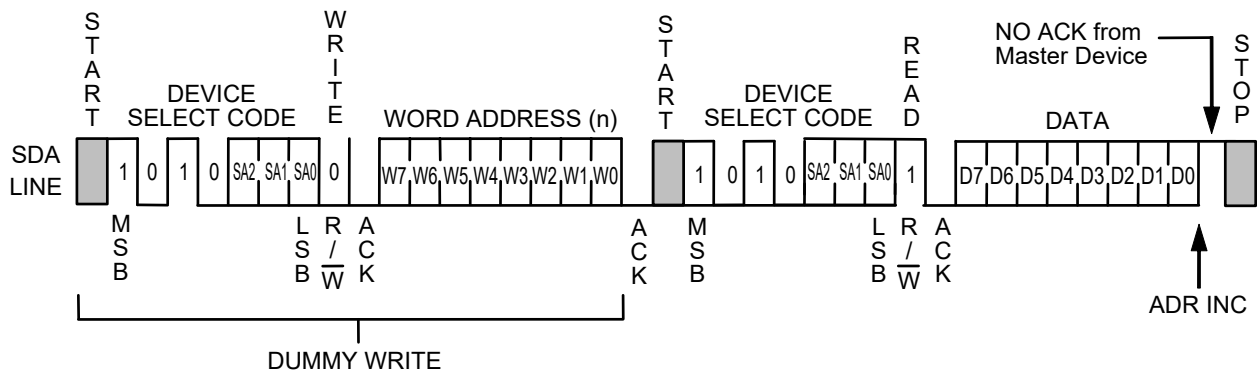 START
WRITE
START
READ
NO ACK from
Master Device
STOP
DEVICE
SELECT CODE
WORD ADDRESS (n)
DEVICE
SELECT CODE
DATA
SDA
LINE
1 0 1 0 SA2 SA1 SA0 0
W7 W6 W5 W4 W3 W2 W1 W0
1 0 1 0 SA2 SA1 SA0 1
D7 D6 D5 D4 D3 D2 D1 D0
MSB
LSB
R/W̅
ACK
ACK
MSB
LSB
R/W̅
ACK
ADR INC
DUMMY WRITE